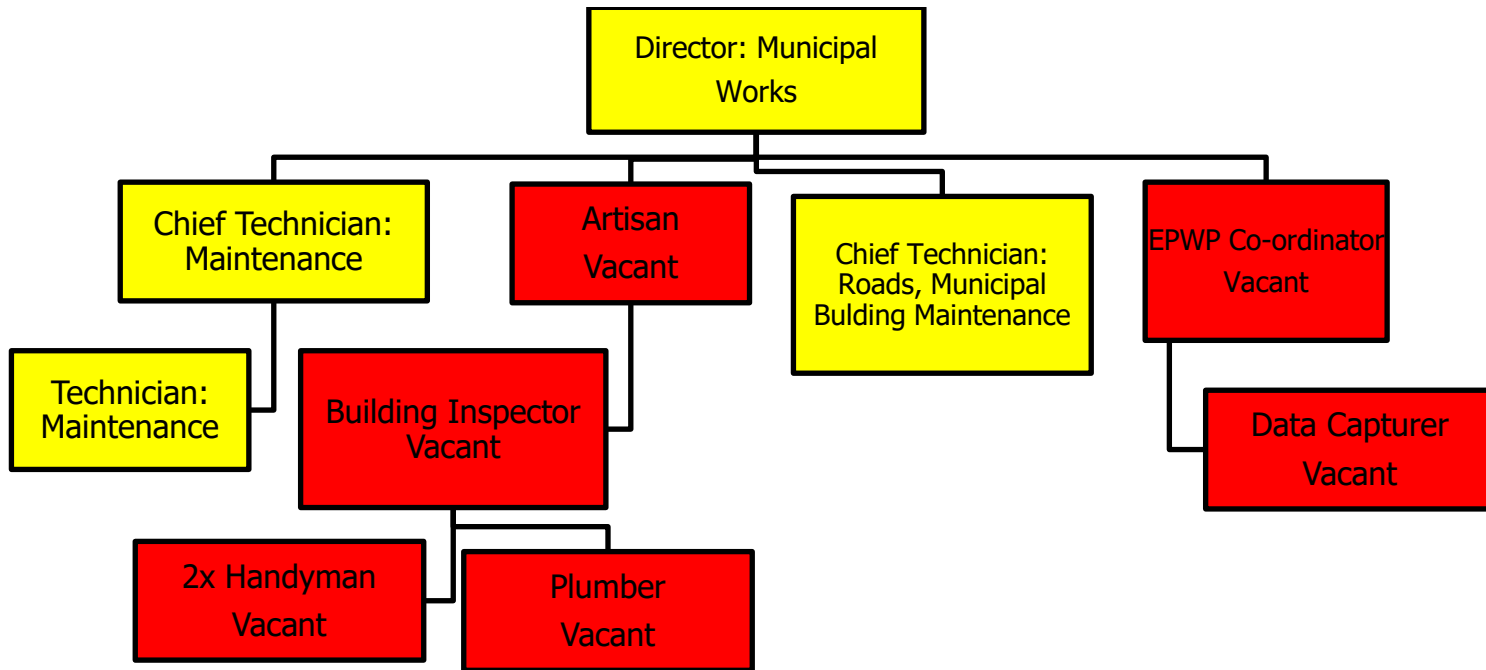 Director: Municipal
Works
Chief Technician:
Maintenance
Artisan
Vacant
Chief Technician:
Roads, Municipal
Bulding Maintenance
EPWP Co-ordinator
Vacant
Technician:
Maintenance
Building Inspector
Vacant
Data Capturer
Vacant
2x Handyman
Vacant
Plumber
Vacant